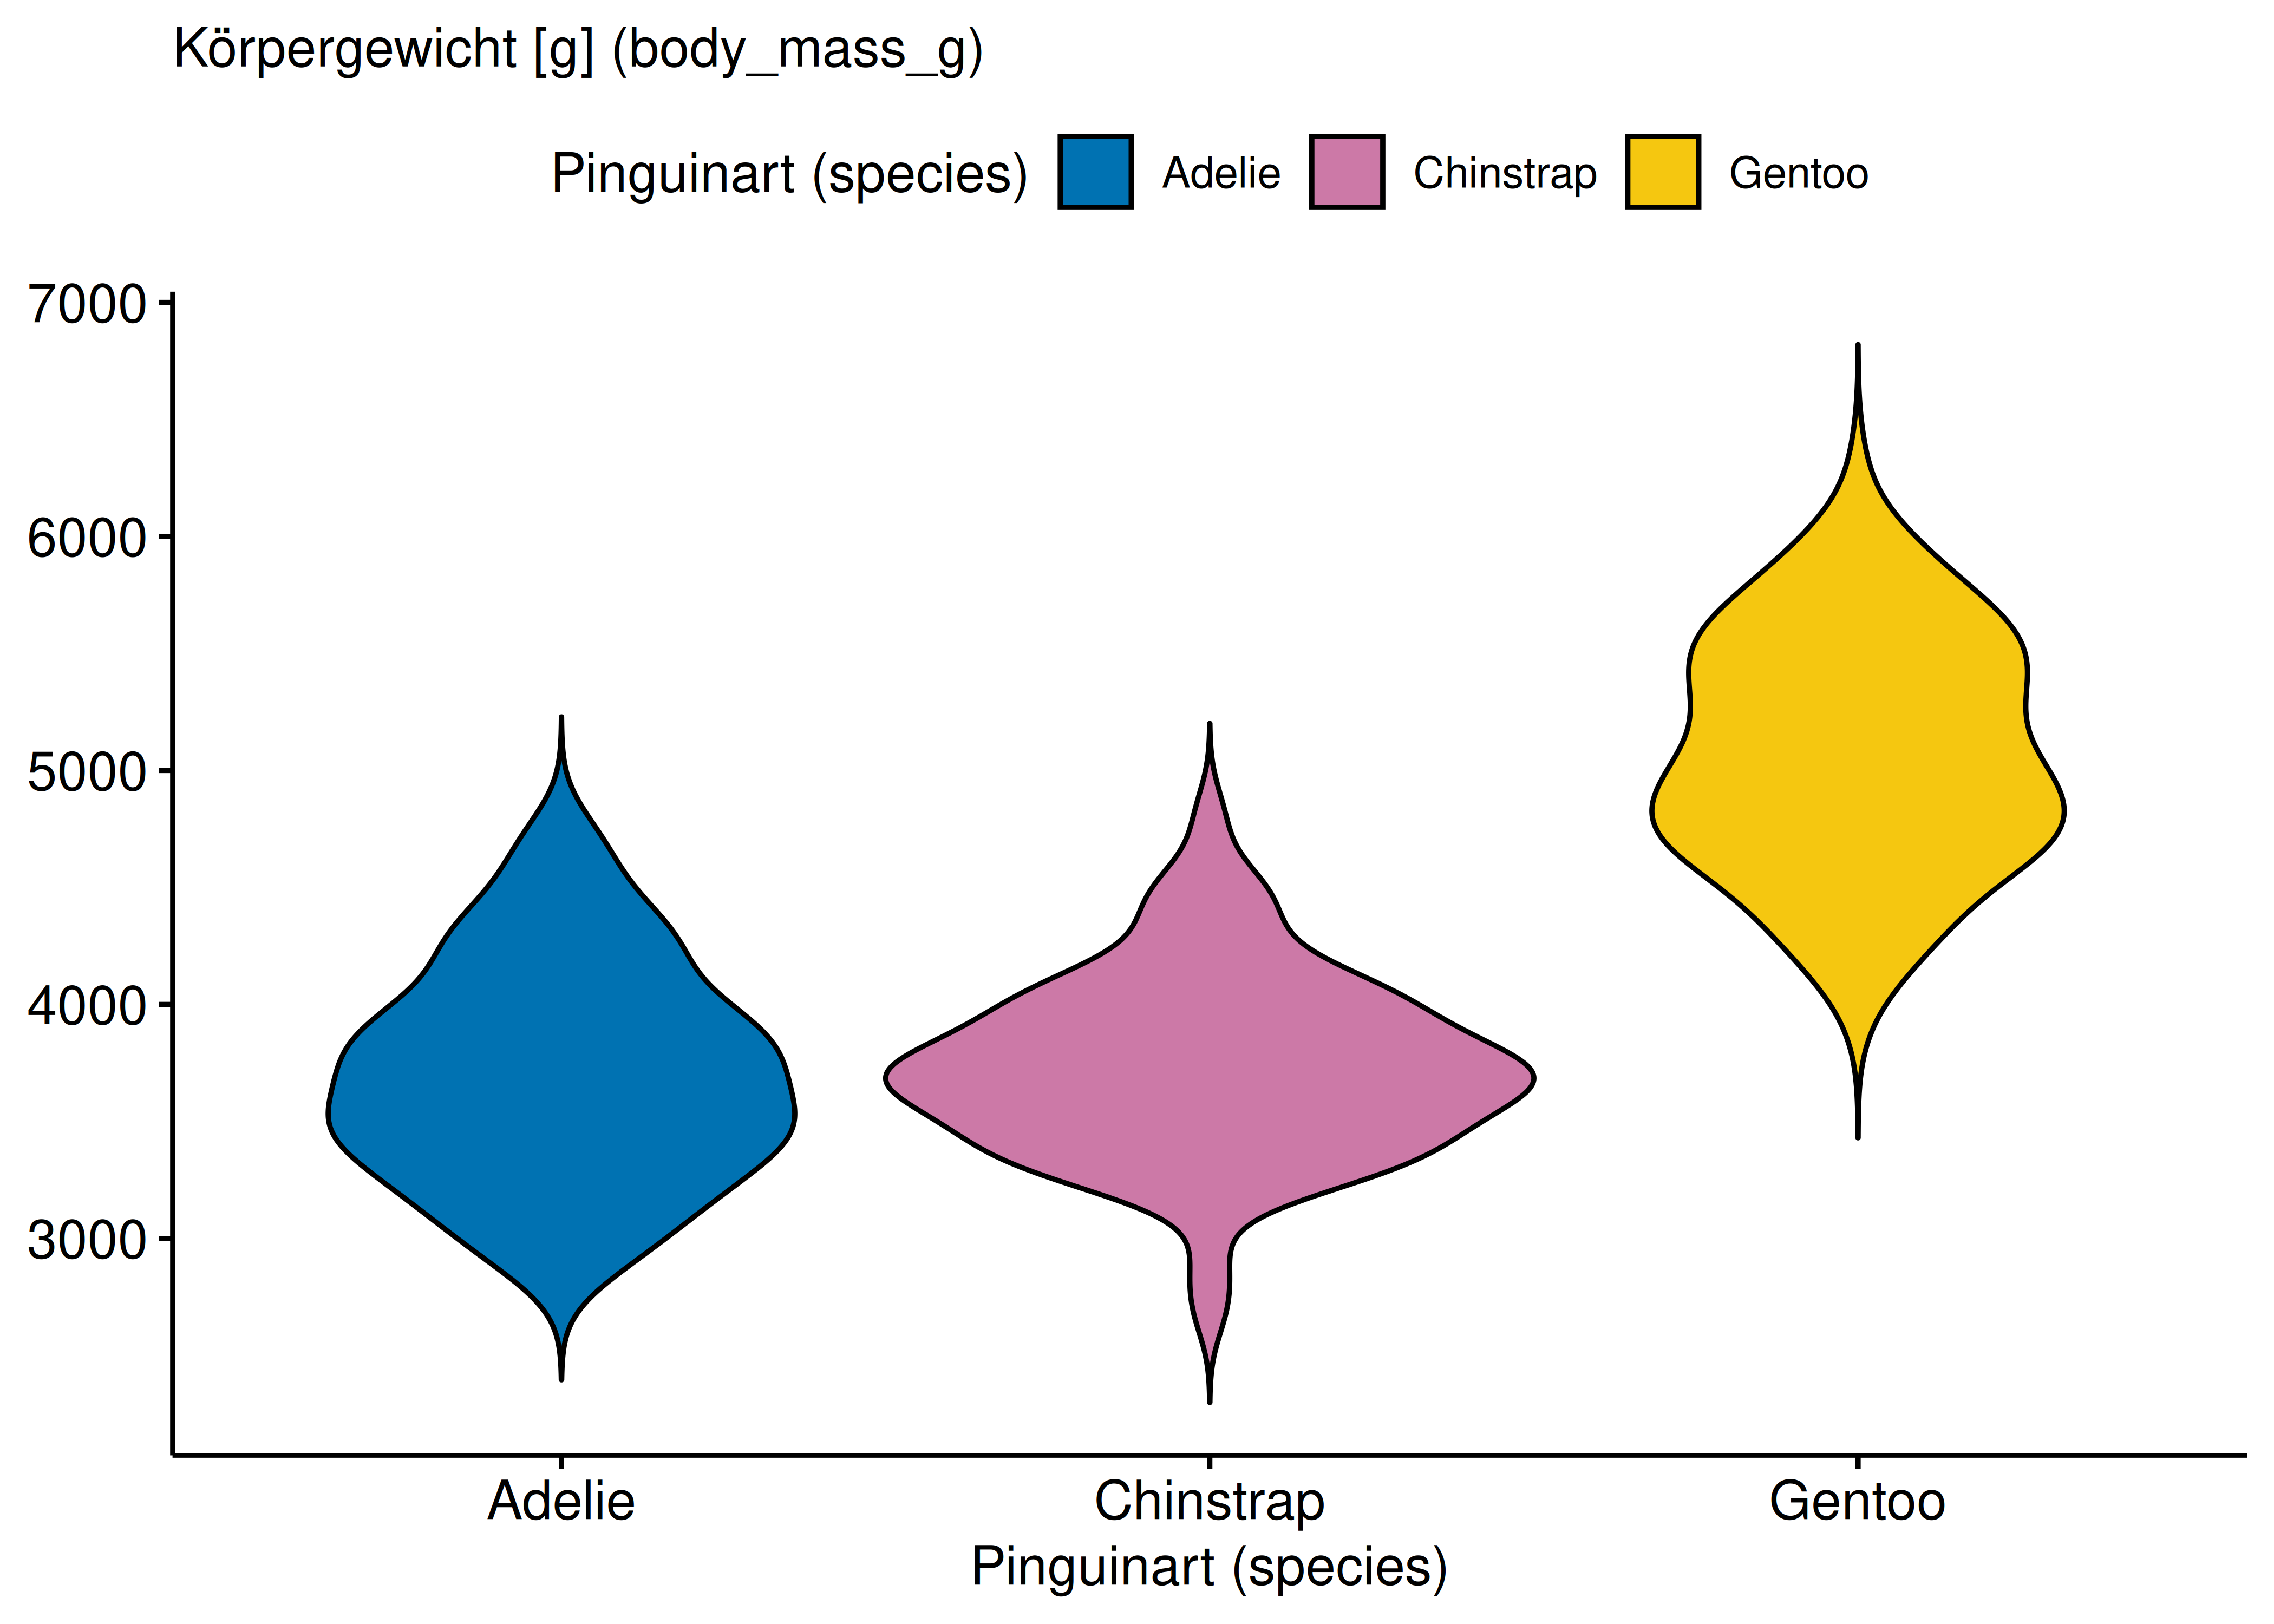 Körpergewicht [g] (body_mass_g)
Pinguinart (species) Adelie Chinstrap Gentoo
7000
6000
5000
4000
3000
Adelie Chinstrap Gentoo
Pinguinart (species)